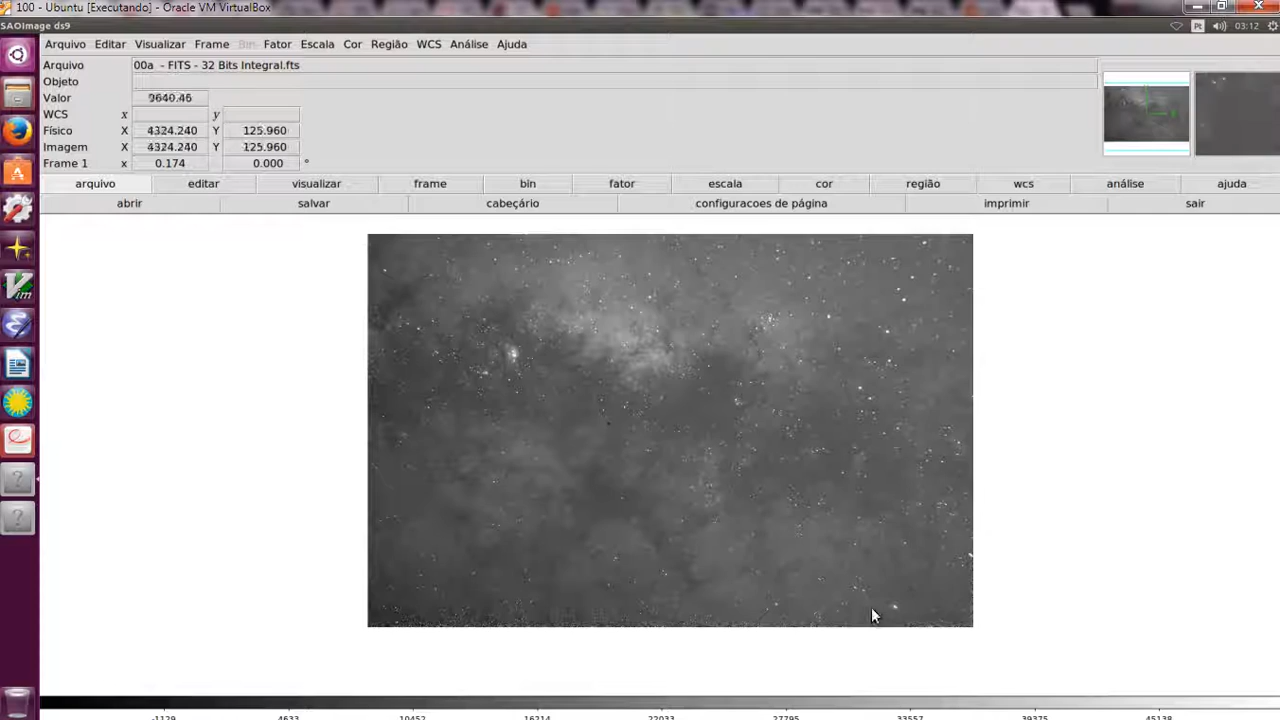 100 - Ubuntu [Executando] - Oracle VM VirtualBox
SAOImage ds9 Pt 03:12
Arquivo Editar Visualizar Frame Bin Fator Escala Cor Região WCS Análise Ajuda
Arquivo 00a - FITS - 32 Bits Integral.fts
Objeto
Valor 9640.46
WCS x y
Físico X 4324.240 Y 125.960
Imagem X 4324.240 Y 125.960
Frame 1 x 0.174 0.000 °
arquivo editar visualizar frame bin fator escala cor região wcs análise ajuda
abrir salvar cabeçário configuracoes de página imprimir sair
-1129 4633 10452 16214 22033 27795 33557 39375 45138